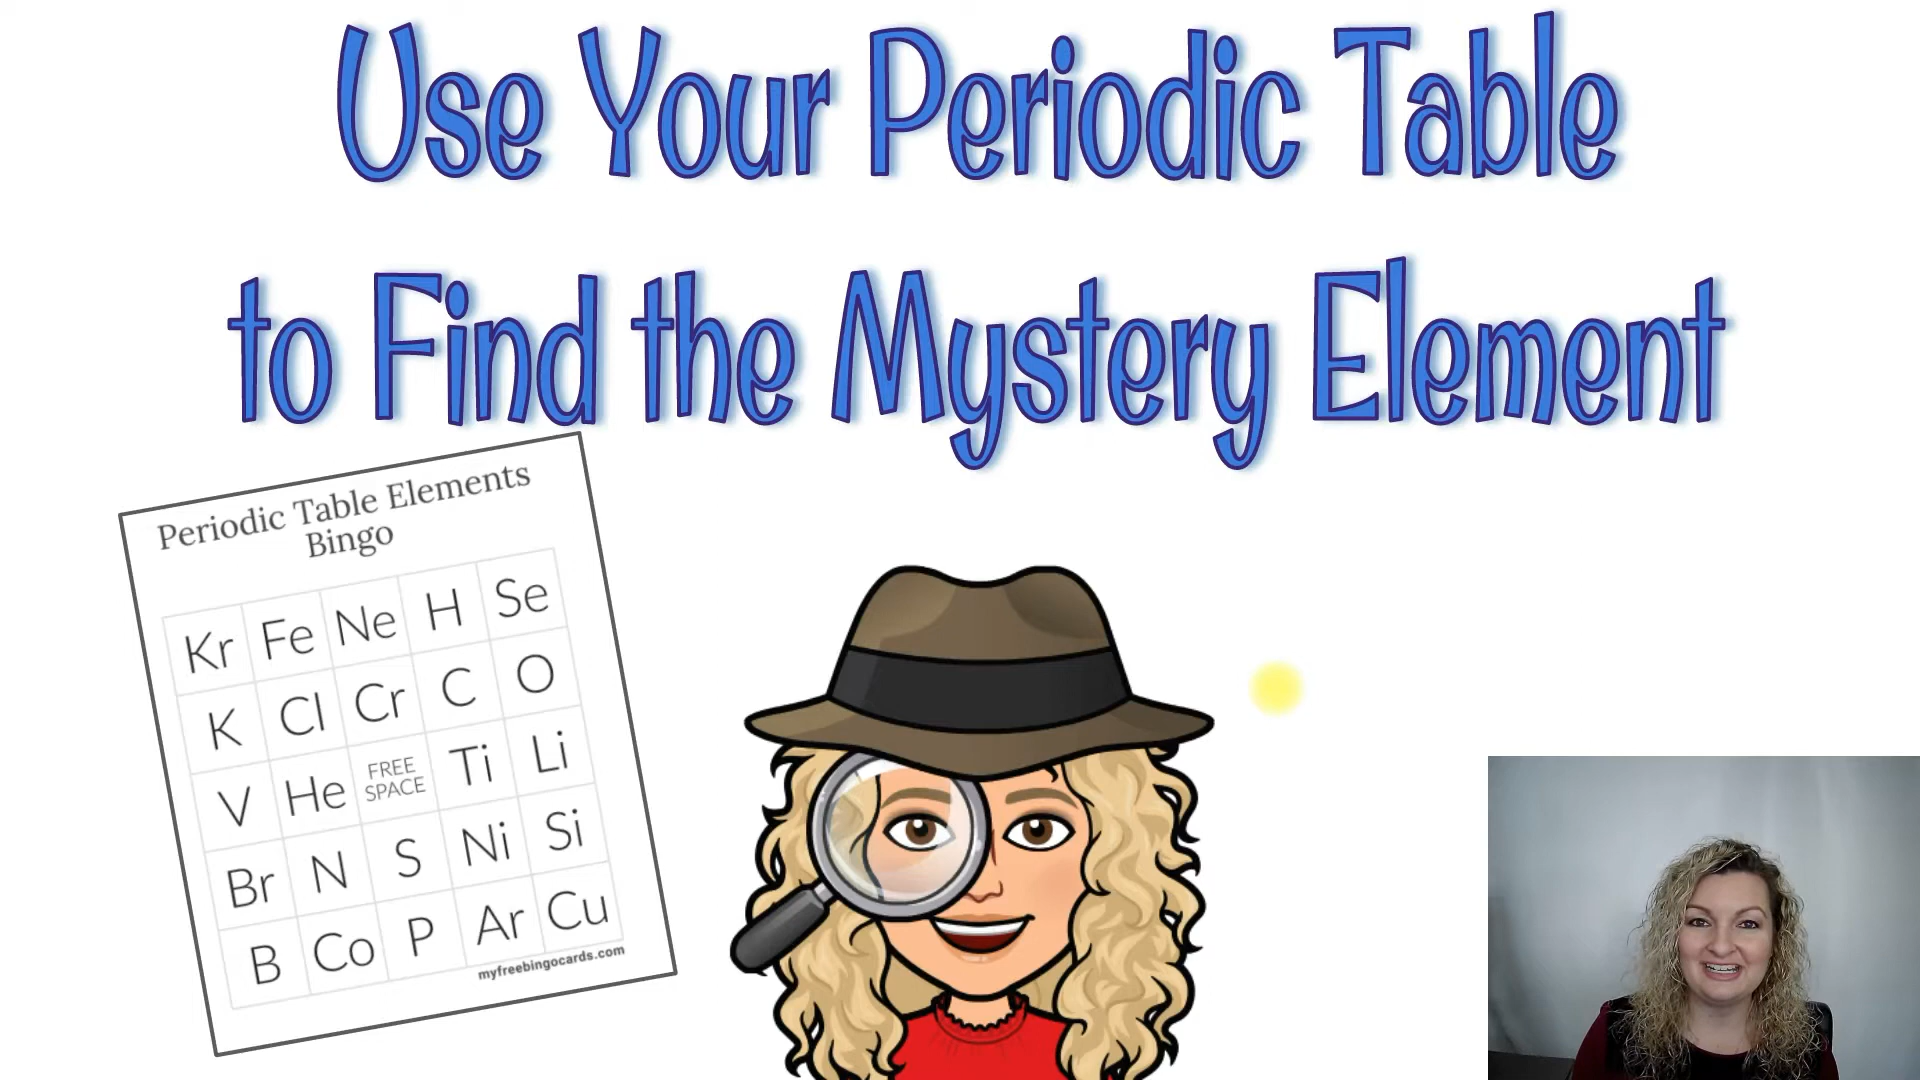 Use Your Periodic Table
to Find the Mystery Element
Periodic Table Elements
Bingo
Kr Fe Ne H Se
K Cl Cr C O
V He FREE SPACE Ti Li
Br N S Ni Si
B Co P Ar Cu
myfreebingocards.com